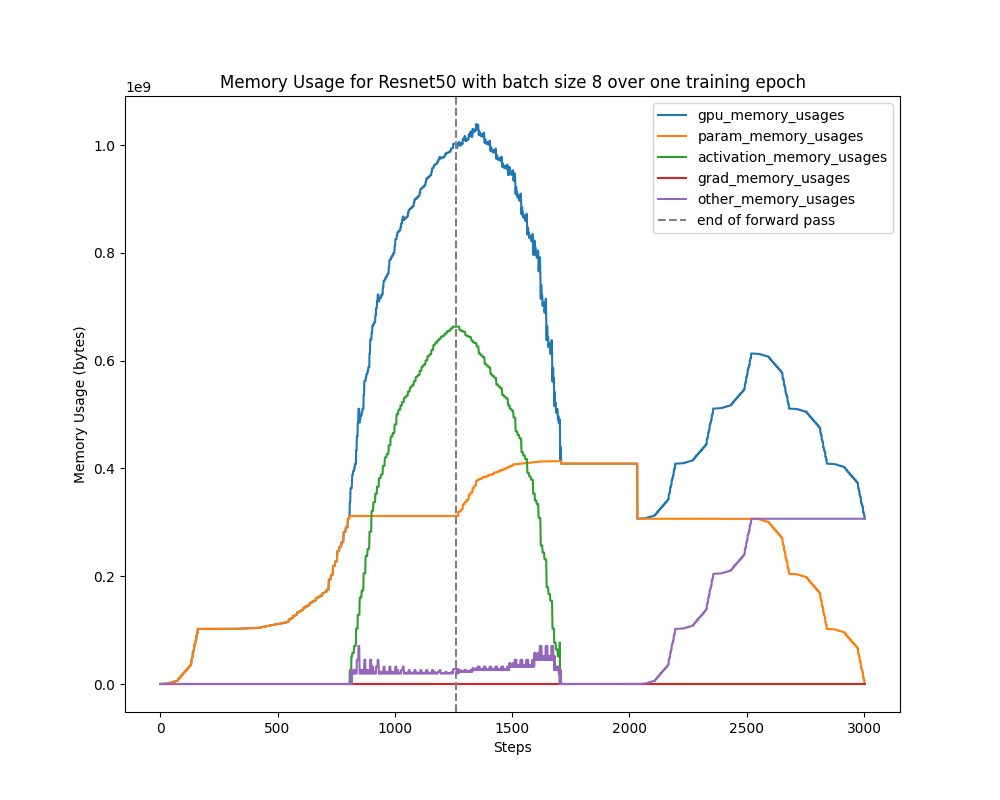 Memory Usage for Resnet50 with batch size 8 over one training epoch
1e9
gpu_memory_usages
param_memory_usages
activation_memory_usages
grad_memory_usages
other_memory_usages
end of forward pass
Memory Usage (bytes)
1.0
0.8
0.6
0.4
0.2
0.0
0
500
1000
1500
2000
2500
3000
Steps